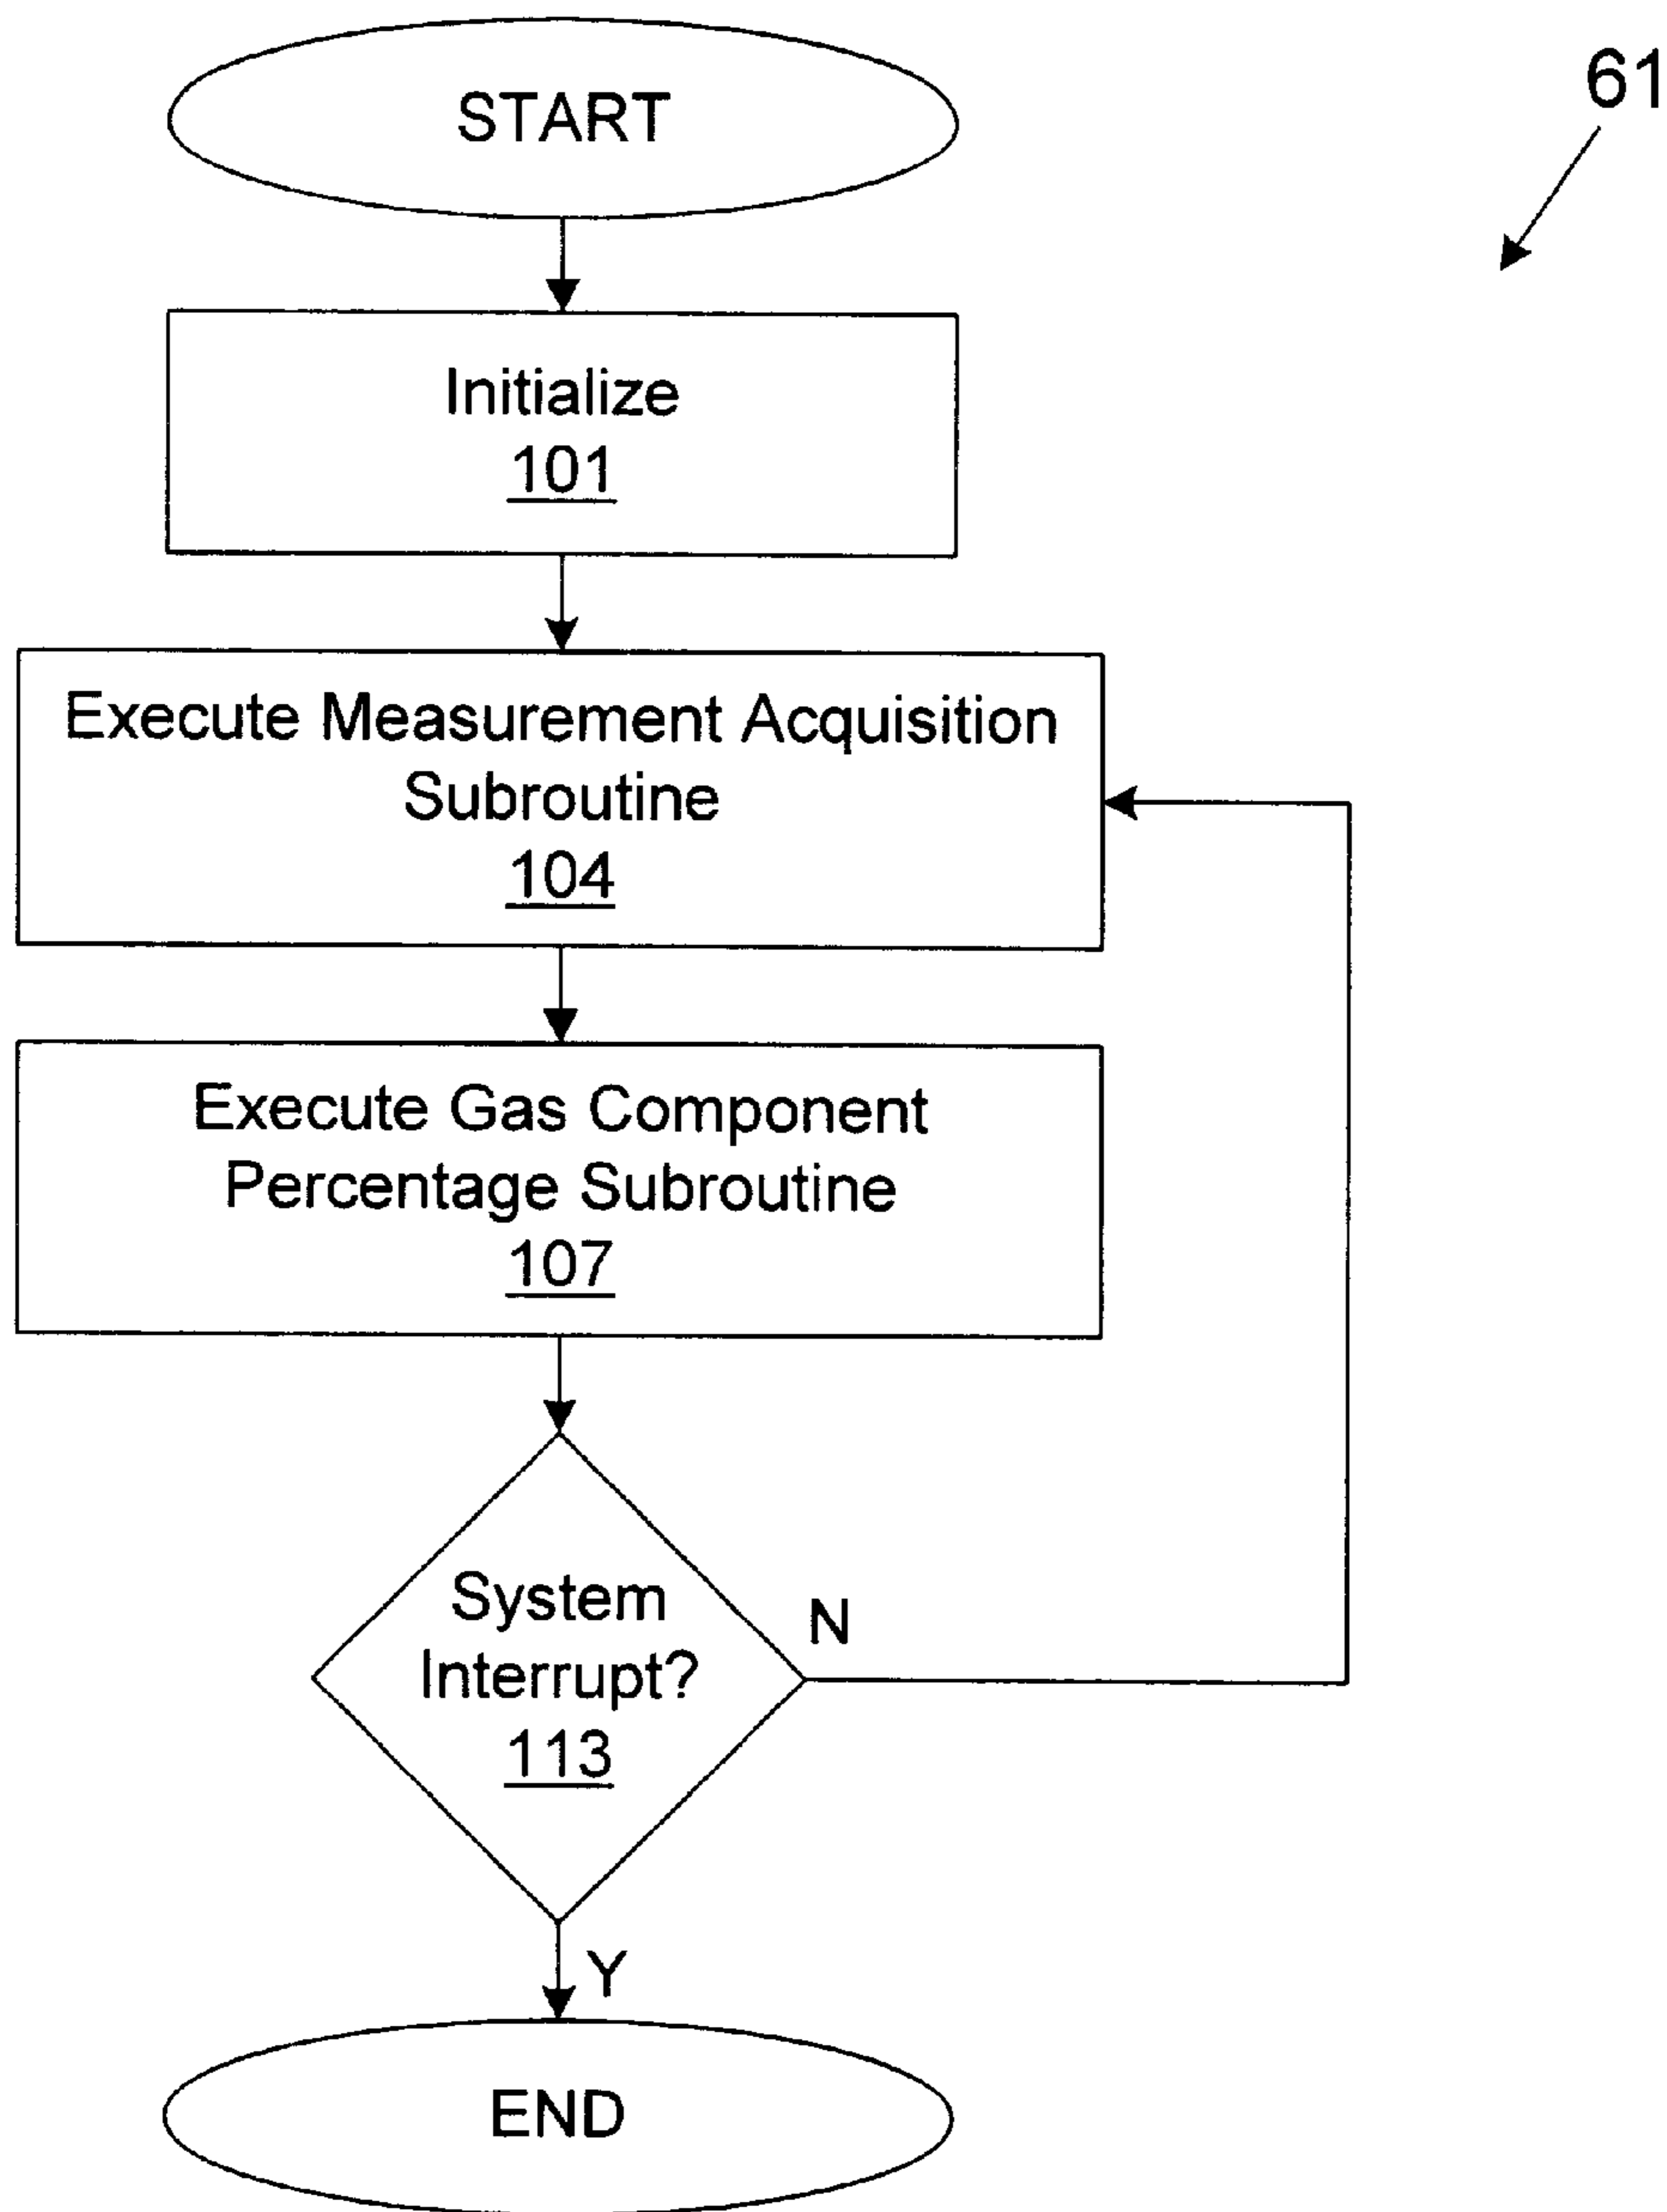 61
START
Initialize
101
Execute Measurement Acquisition
Subroutine
104
Execute Gas Component
Percentage Subroutine
107
System
Interrupt?
113
N
Y
END